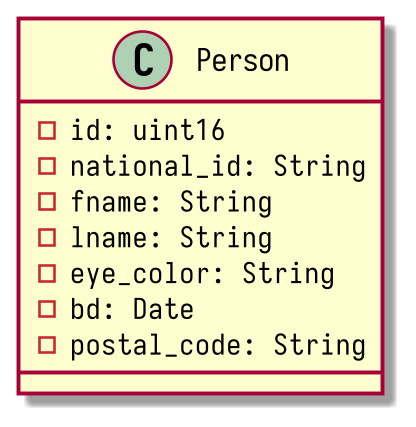 C Person
id: uint16
national_id: String
fname: String
lname: String
eye_color: String
bd: Date
postal_code: String